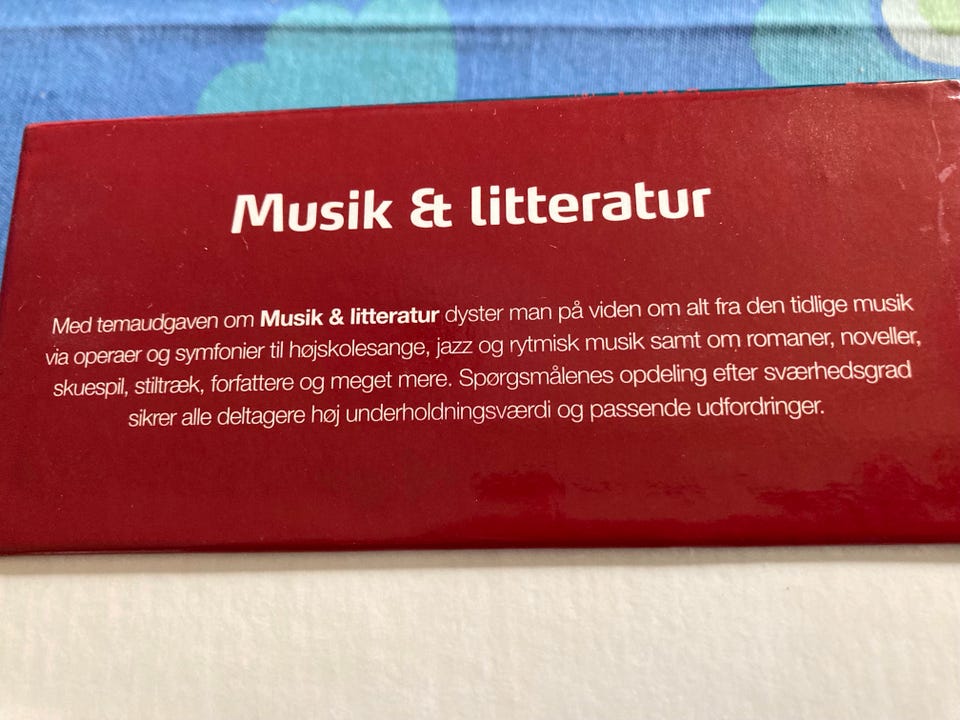 Musik & litteratur
Med temaudgaven om Musik & litteratur dyster man på viden om alt fra den tidlige musik
via operaer og symfonier til højskolesange, jazz og rytmisk musik samt om romaner, noveller,
skuespil, stiltræk, forfattere og meget mere. Spørgsmålenes opdeling efter sværhedsgrad
sikrer alle deltagere høj underholdningsværdi og passende udfordringer.